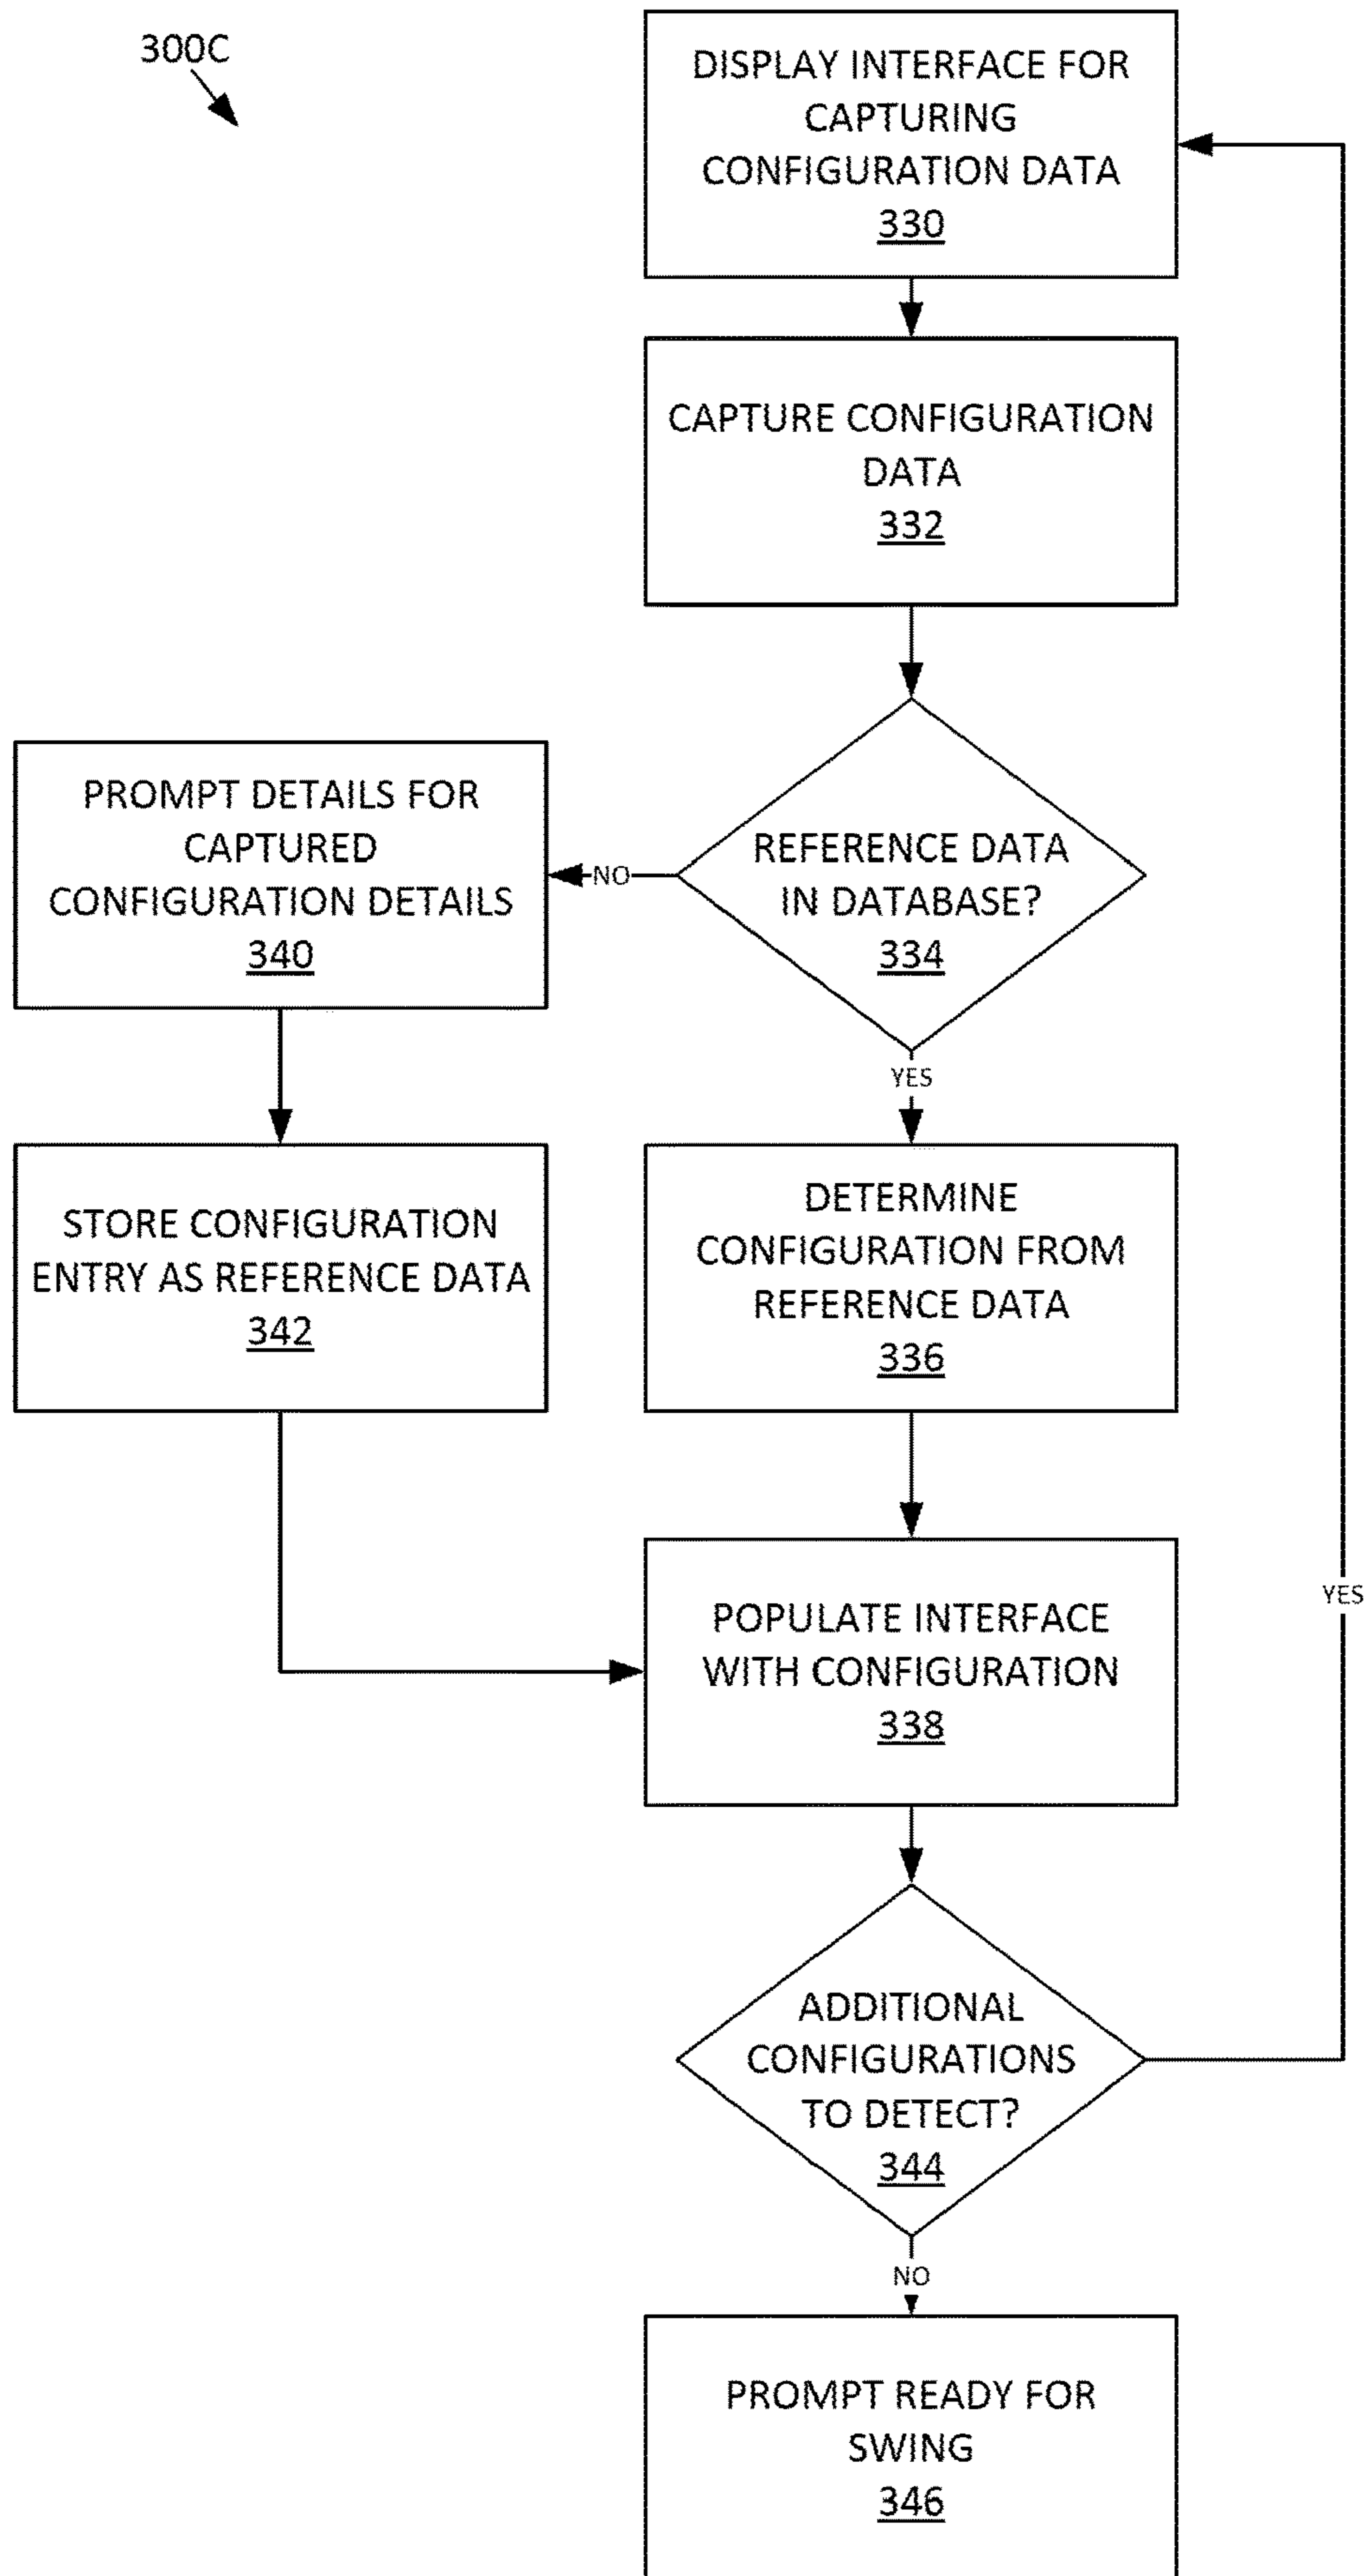 300C
DISPLAY INTERFACE FOR
CAPTURING
CONFIGURATION DATA
330
CAPTURE CONFIGURATION
DATA
332
REFERENCE DATA
IN DATABASE?
334
NO
PROMPT DETAILS FOR
CAPTURED
CONFIGURATION DETAILS
340
STORE CONFIGURATION
ENTRY AS REFERENCE DATA
342
YES
DETERMINE
CONFIGURATION FROM
REFERENCE DATA
336
POPULATE INTERFACE
WITH CONFIGURATION
338
ADDITIONAL
CONFIGURATIONS
TO DETECT?
344
YES
NO
PROMPT READY FOR
SWING
346